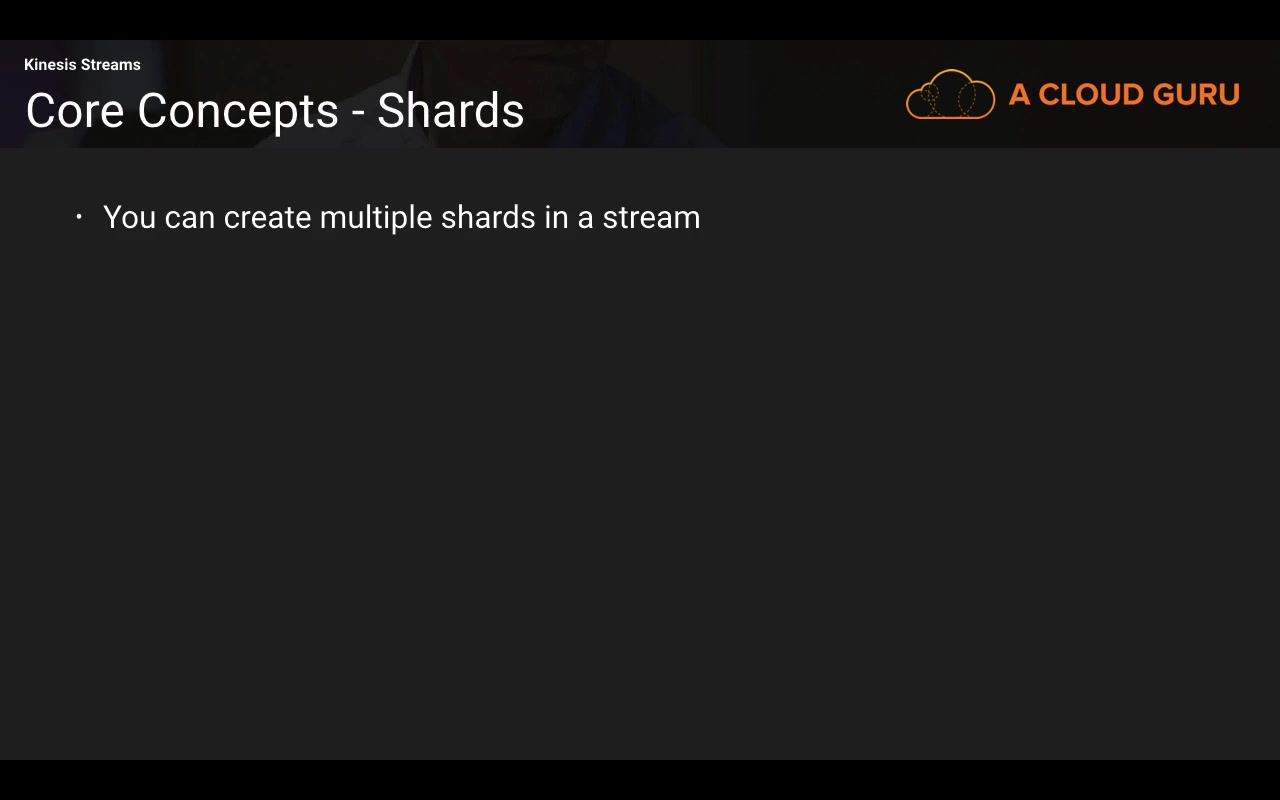 Kinesis Streams
Core Concepts - Shards
A CLOUD GURU
• You can create multiple shards in a stream